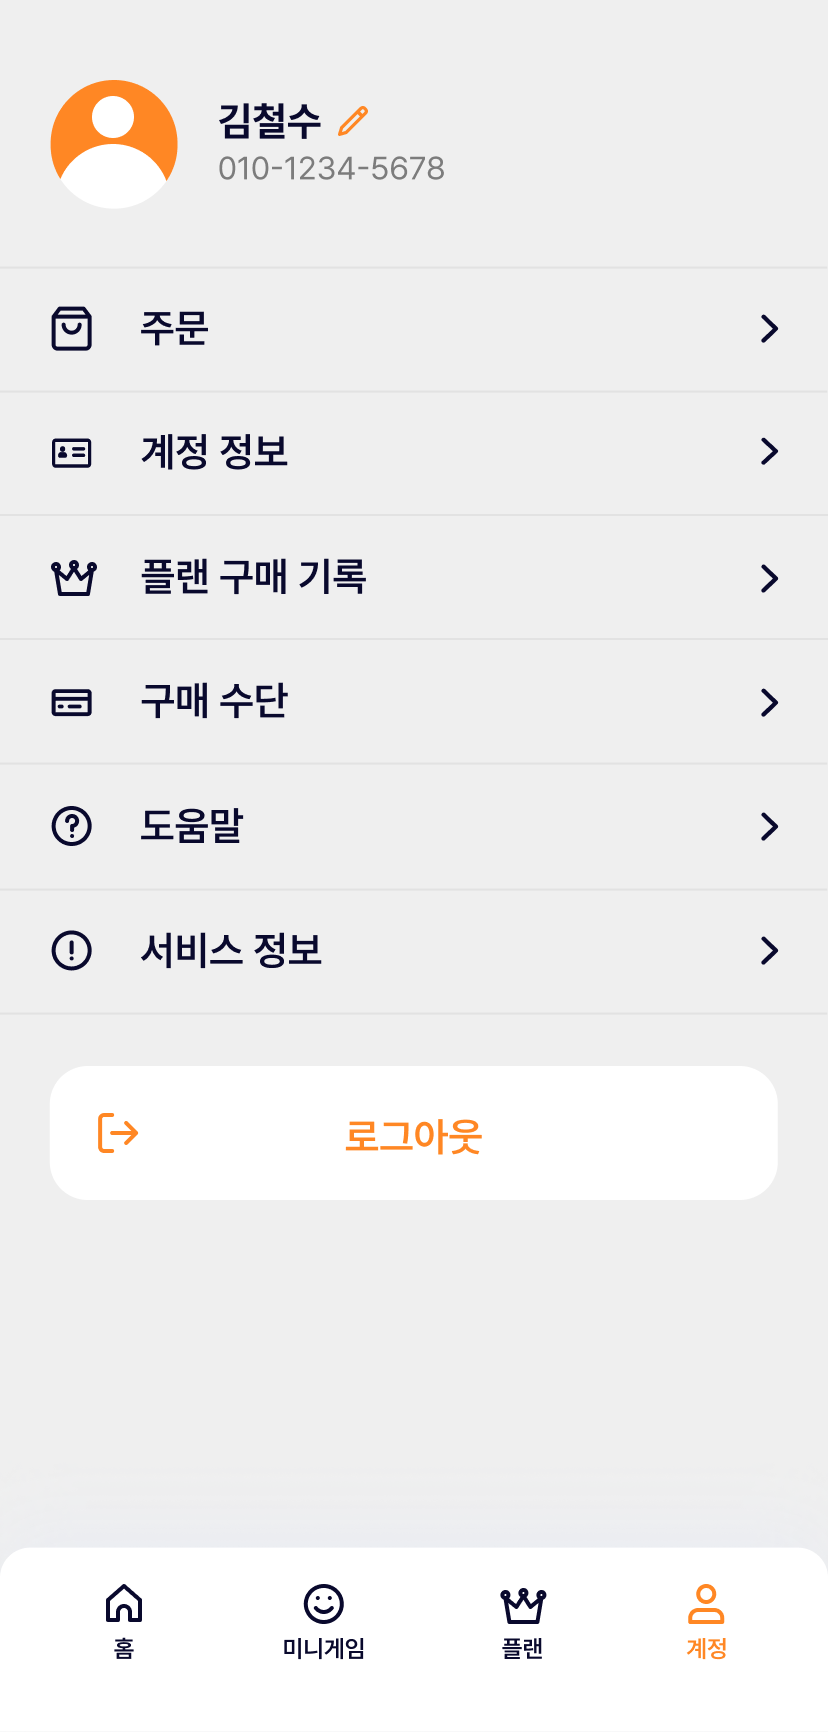 김철수
010-1234-5678
주문
계정 정보
플랜 구매 기록
구매 수단
도움말
서비스 정보
로그아웃
홈
미니게임
플랜
계정